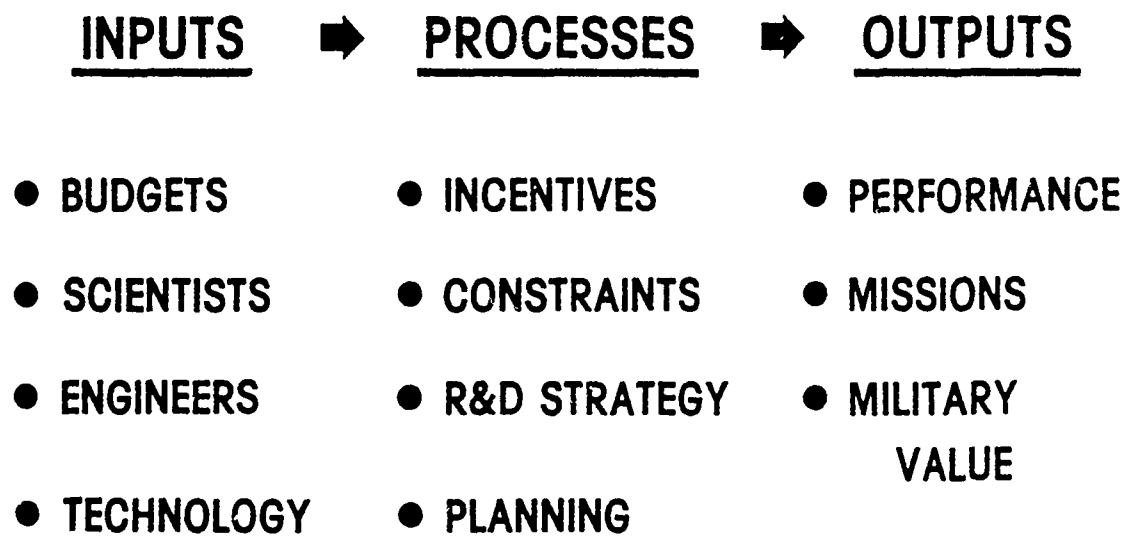 INPUTS ➡ PROCESSES ➡ OUTPUTS
● BUDGETS ● INCENTIVES ● PERFORMANCE
● SCIENTISTS ● CONSTRAINTS ● MISSIONS
● ENGINEERS ● R&D STRATEGY ● MILITARY
VALUE
● TECHNOLOGY ● PLANNING